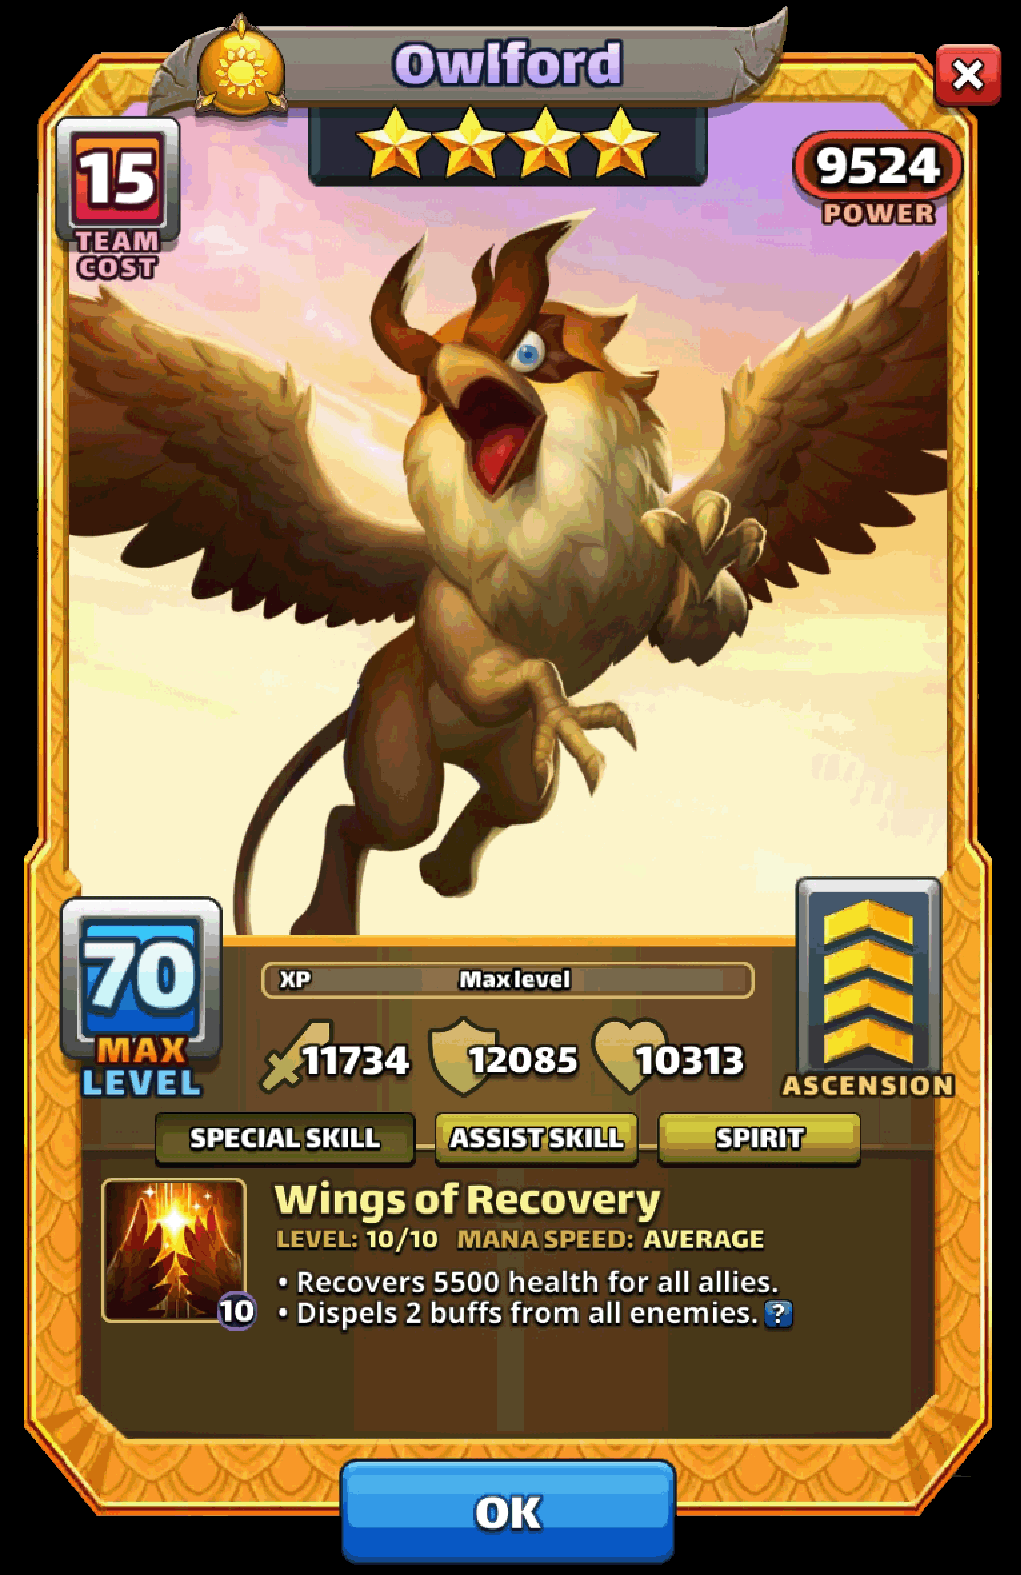 Owlford
15
TEAM
COST
9524
POWER
70
MAX
LEVEL
XP Max level
11734 12085 10313
ASCENSION
SPECIAL SKILL ASSIST SKILL SPIRIT
Wings of Recovery
LEVEL: 10/10 MANA SPEED: AVERAGE
• Recovers 5500 health for all allies.
• Dispels 2 buffs from all enemies. ?
10
OK